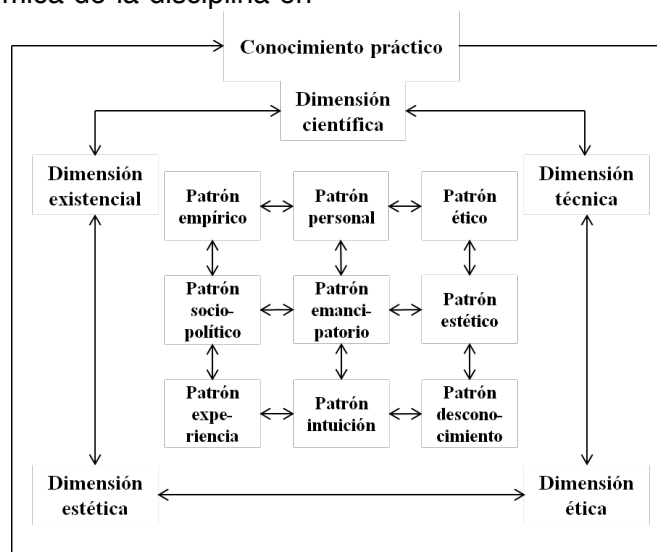 mica de la disciplina en
Conocimiento práctico
Dimensión
científica
Dimensión
existencial
Dimensión
técnica
Patrón
empírico
Patrón
personal
Patrón
ético
Patrón
socio-
político
Patrón
emanci-
patorio
Patrón
estético
Patrón
expe-
riencia
Patrón
intuición
Patrón
descono-
cimiento
Dimensión
estética
Dimensión
ética